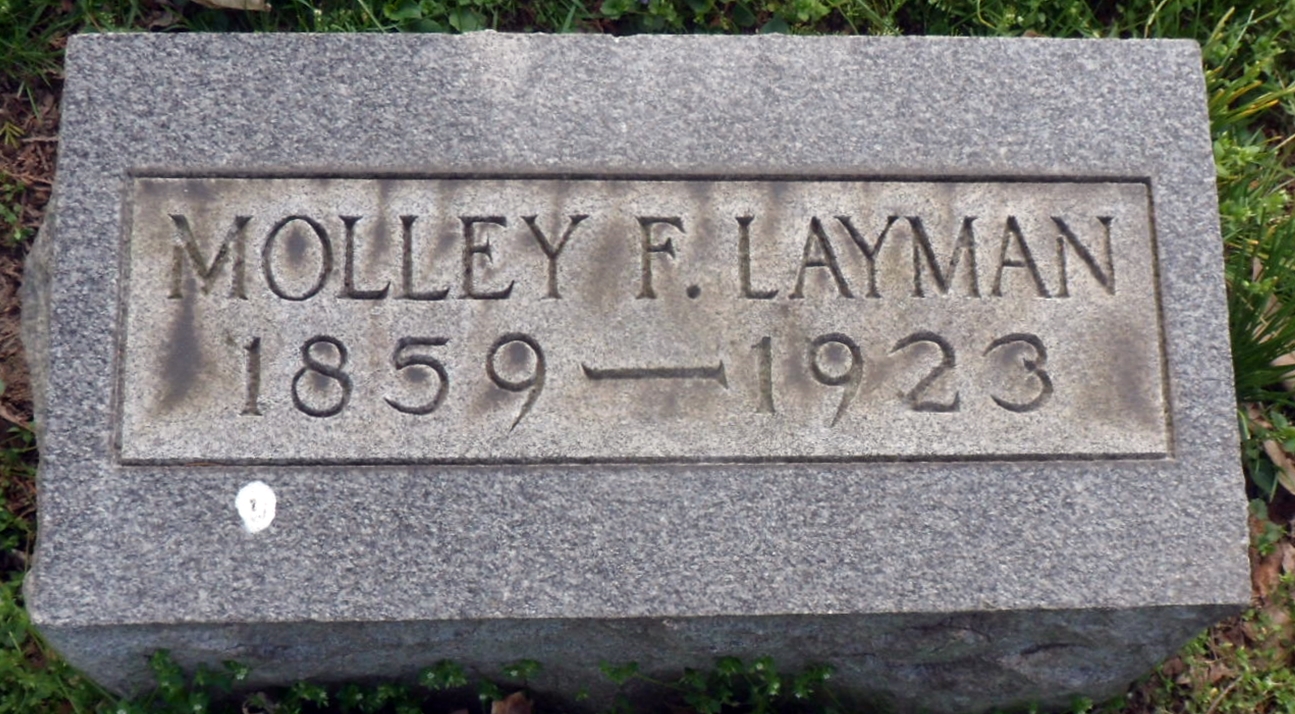 MOLLEY F. LAYMAN
1859 — 1923